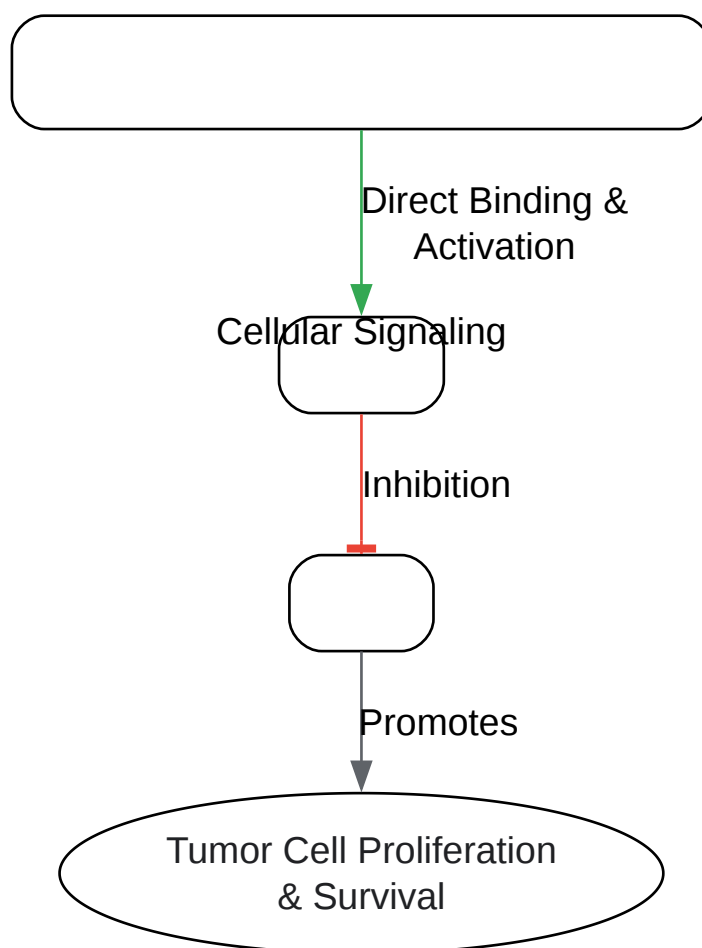 Direct Binding &
Activation
Cellular Signaling
Inhibition
Promotes
Tumor Cell Proliferation
& Survival